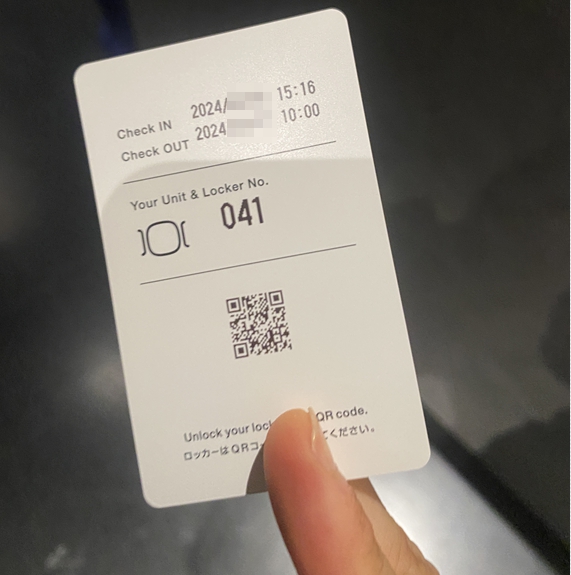 Check IN 2024/ 15:16
Check OUT 2024 10:00
Your Unit & Locker No.
041
Unlock your QR code.
ロッカーはQRコ てください。